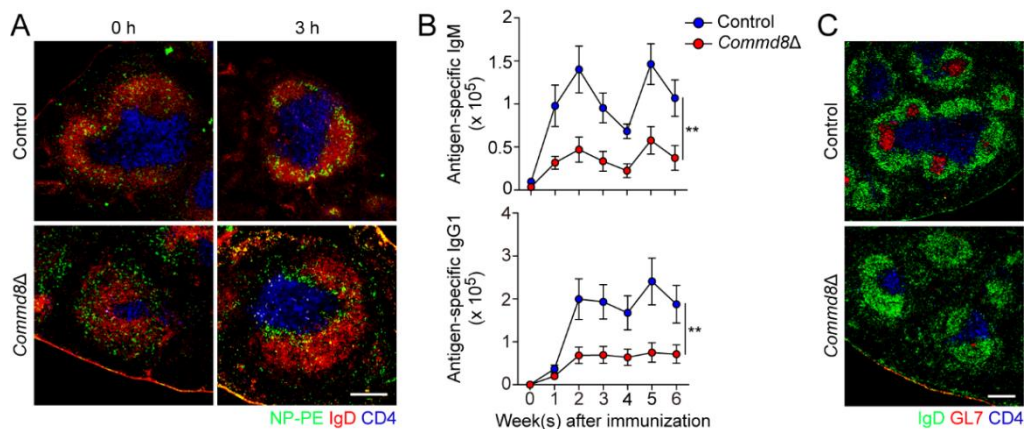 A
0 h
3 h
Control
Commd8Δ
NP-PE IgD CD4
B
Antigen-specific IgM
(x 10⁵)
2
1.5
1
0.5
0
Control
Commd8Δ
**
Antigen-specific IgG1
(x 10⁵)
4
3
2
1
0
**
0 1 2 3 4 5 6
Week(s) after immunization
C
Control
Commd8Δ
IgD GL7 CD4